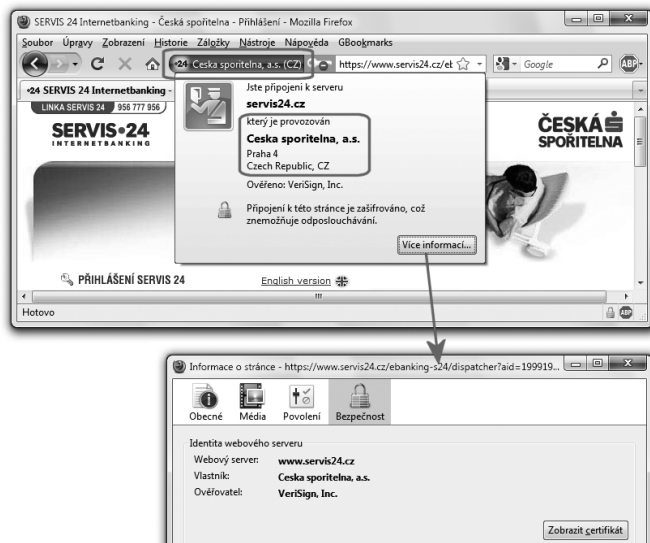 SERVIS 24 Internetbanking - Česká spořitelna - Přihlášení - Mozilla Firefox
Soubor Úpravy Zobrazení Historie Záložky Nástroje Nápověda GBookmarks
•24 Ceska sporitelna, a.s. (CZ) https://www.servis24.cz/eb Google ABP
•24 SERVIS 24 Internetbanking -
LINKA SERVIS 24 956 777 956
SERVIS•24
INTERNETBANKING
ČESKÁ
SPOŘITELNA
Jste připojeni k serveru
servis24.cz
který je provozován
Ceska sporitelna, a.s.
Praha 4
Czech Republic, CZ
Ověřeno: VeriSign, Inc.
Připojení k této stránce je zašifrováno, což
znemožňuje odposlouchávání.
Více informací...
PŘIHLÁŠENÍ SERVIS 24 English version
Hotovo ABP
Informace o stránce - https://www.servis24.cz/ebanking-s24/dispatcher?aid=199919...
Obecné Média Povolení Bezpečnost
Identita webového serveru
Webový server: www.servis24.cz
Vlastník: Ceska sporitelna, a.s.
Ověřovatel: VeriSign, Inc.
Zobrazit certifikát